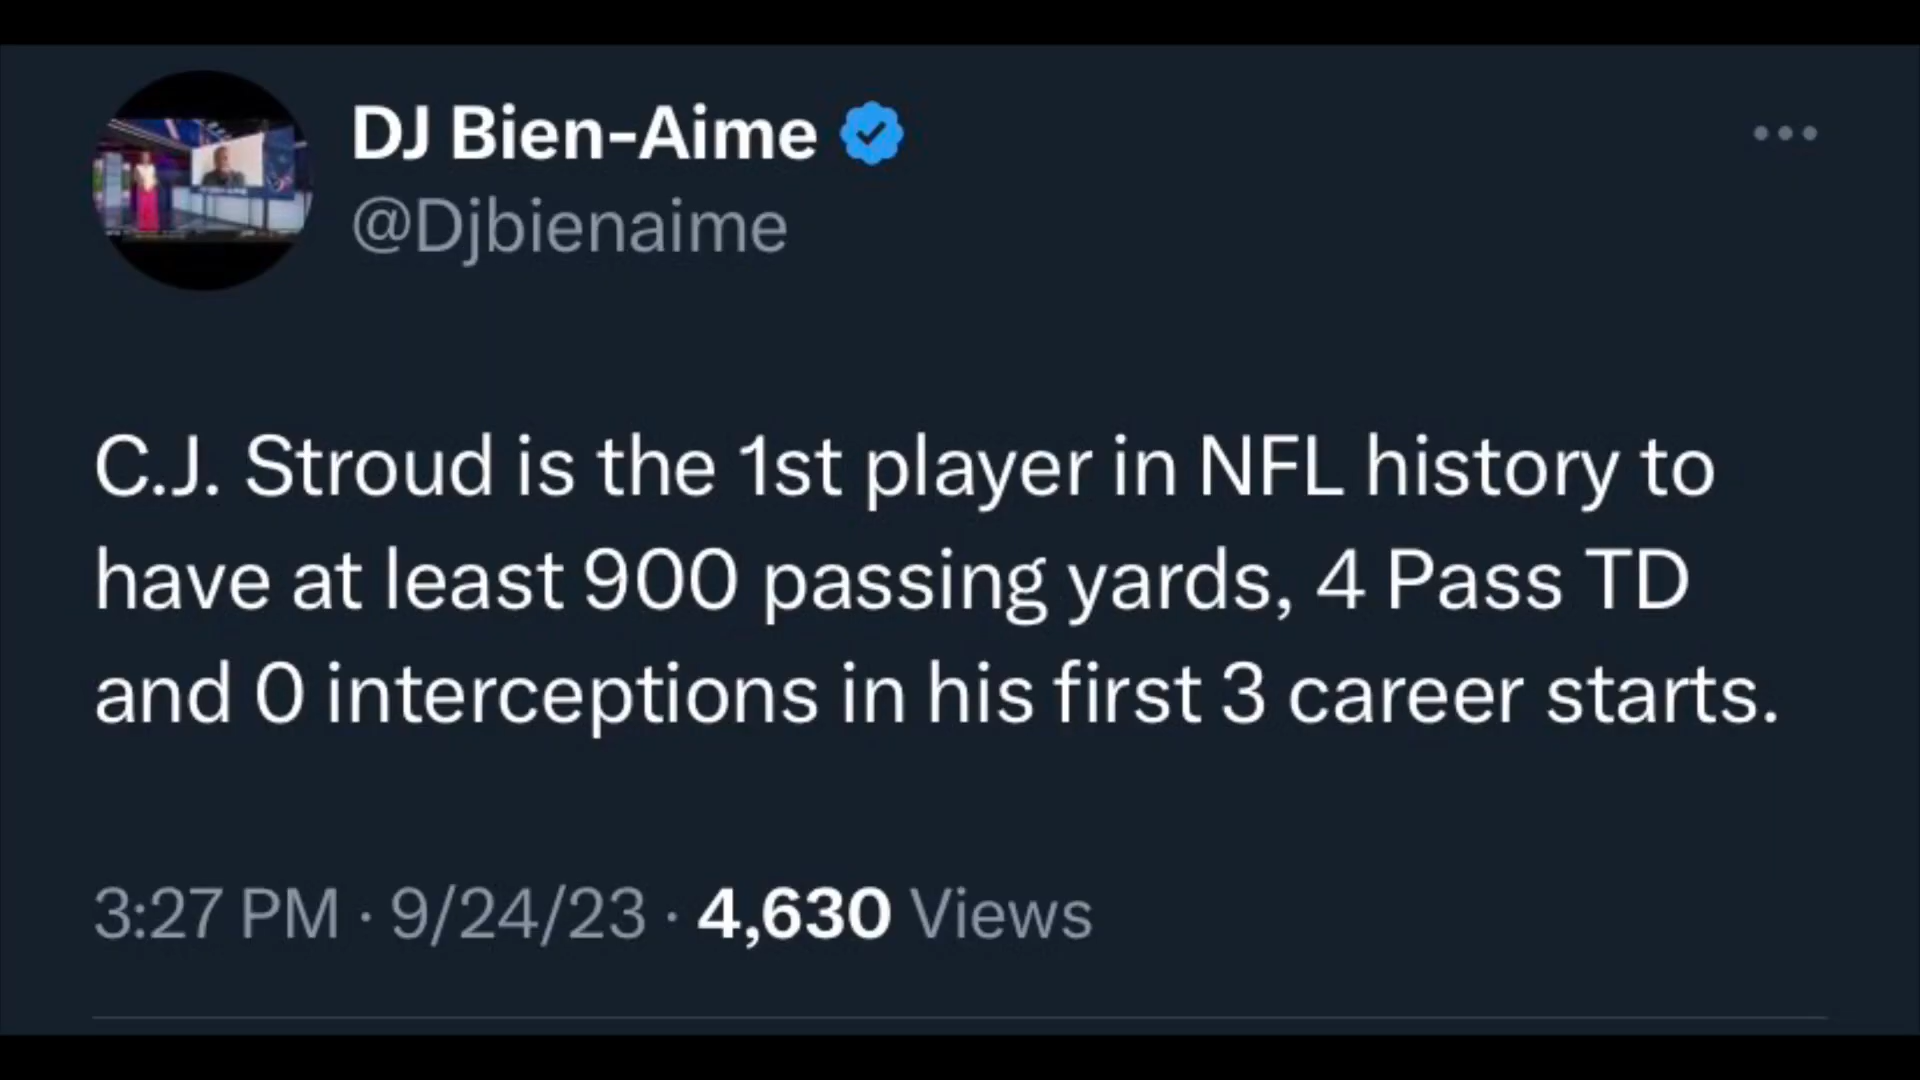 DJ Bien-Aime
@Djbienaime
C.J. Stroud is the 1st player in NFL history to
have at least 900 passing yards, 4 Pass TD
and 0 interceptions in his first 3 career starts.
3:27 PM · 9/24/23 · 4,630 Views